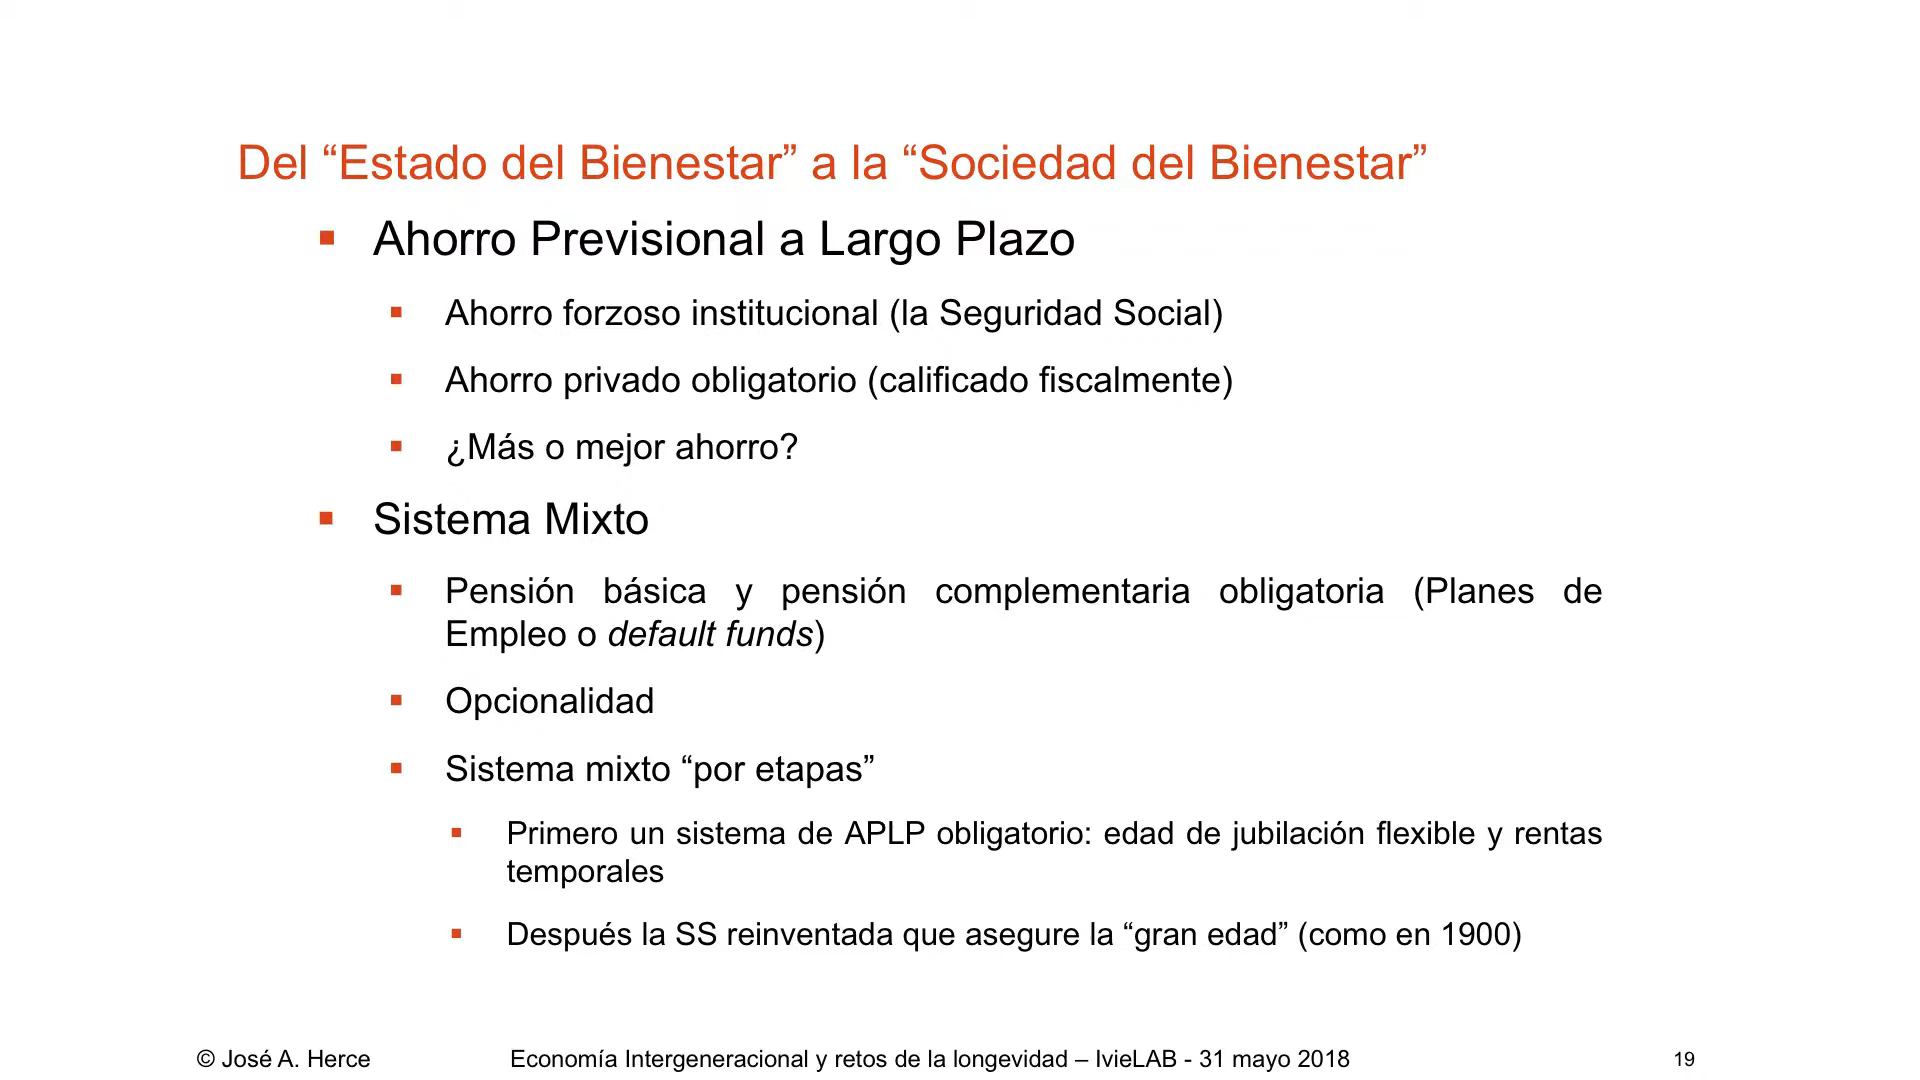 Del “Estado del Bienestar” a la “Sociedad del Bienestar”
Ahorro Previsional a Largo Plazo
Ahorro forzoso institucional (la Seguridad Social)
Ahorro privado obligatorio (calificado fiscalmente)
¿Más o mejor ahorro?
Sistema Mixto
Pensión básica y pensión complementaria obligatoria (Planes de
Empleo o default funds)
Opcionalidad
Sistema mixto “por etapas”
Primero un sistema de APLP obligatorio: edad de jubilación flexible y rentas
temporales
Después la SS reinventada que asegure la “gran edad” (como en 1900)
© José A. Herce Economía Intergeneracional y retos de la longevidad – IvieLAB - 31 mayo 2018 19